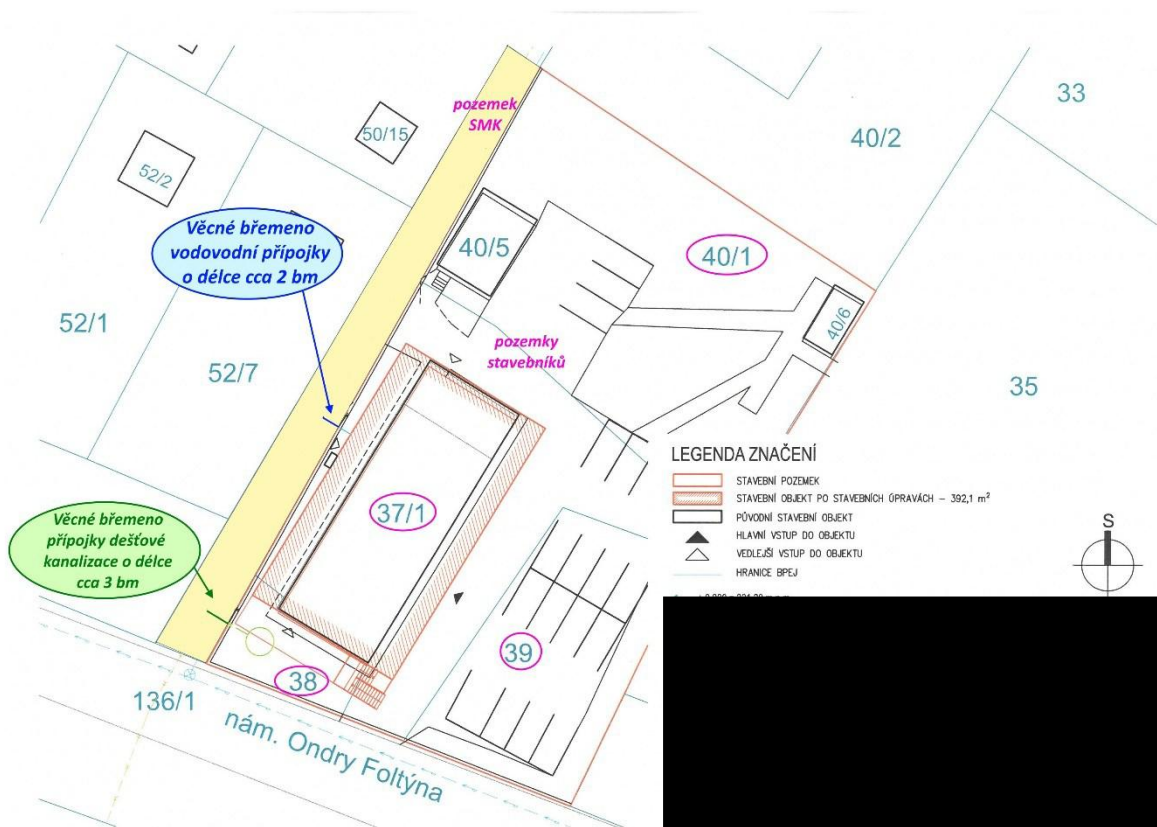 33
pozemek
SMK
50/15
40/2
52/2
Věcné břemeno
vodovodní přípojky
o délce cca 2 bm
40/5
40/1
40/6
52/1
pozemky
stavebníků
52/7
35
LEGENDA ZNAČENÍ
STAVEBNÍ POZEMEK
STAVEBNÍ OBJEKT PO STAVEBNÍCH ÚPRAVÁCH – 392,1 m²
PŮVODNÍ STAVEBNÍ OBJEKT
HLAVNÍ VSTUP DO OBJEKTU
VEDLEJŠÍ VSTUP DO OBJEKTU
HRANICE BPEJ
S
37/1
Věcné břemeno
přípojky dešťové
kanalizace o délce
cca 3 bm
39
38
136/1
nám. Ondry Foltýna